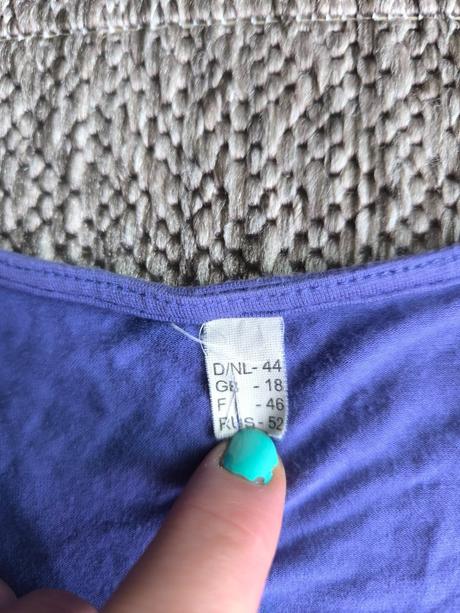 D/NL- 44
GB - 18
F - 46
RUS- 52